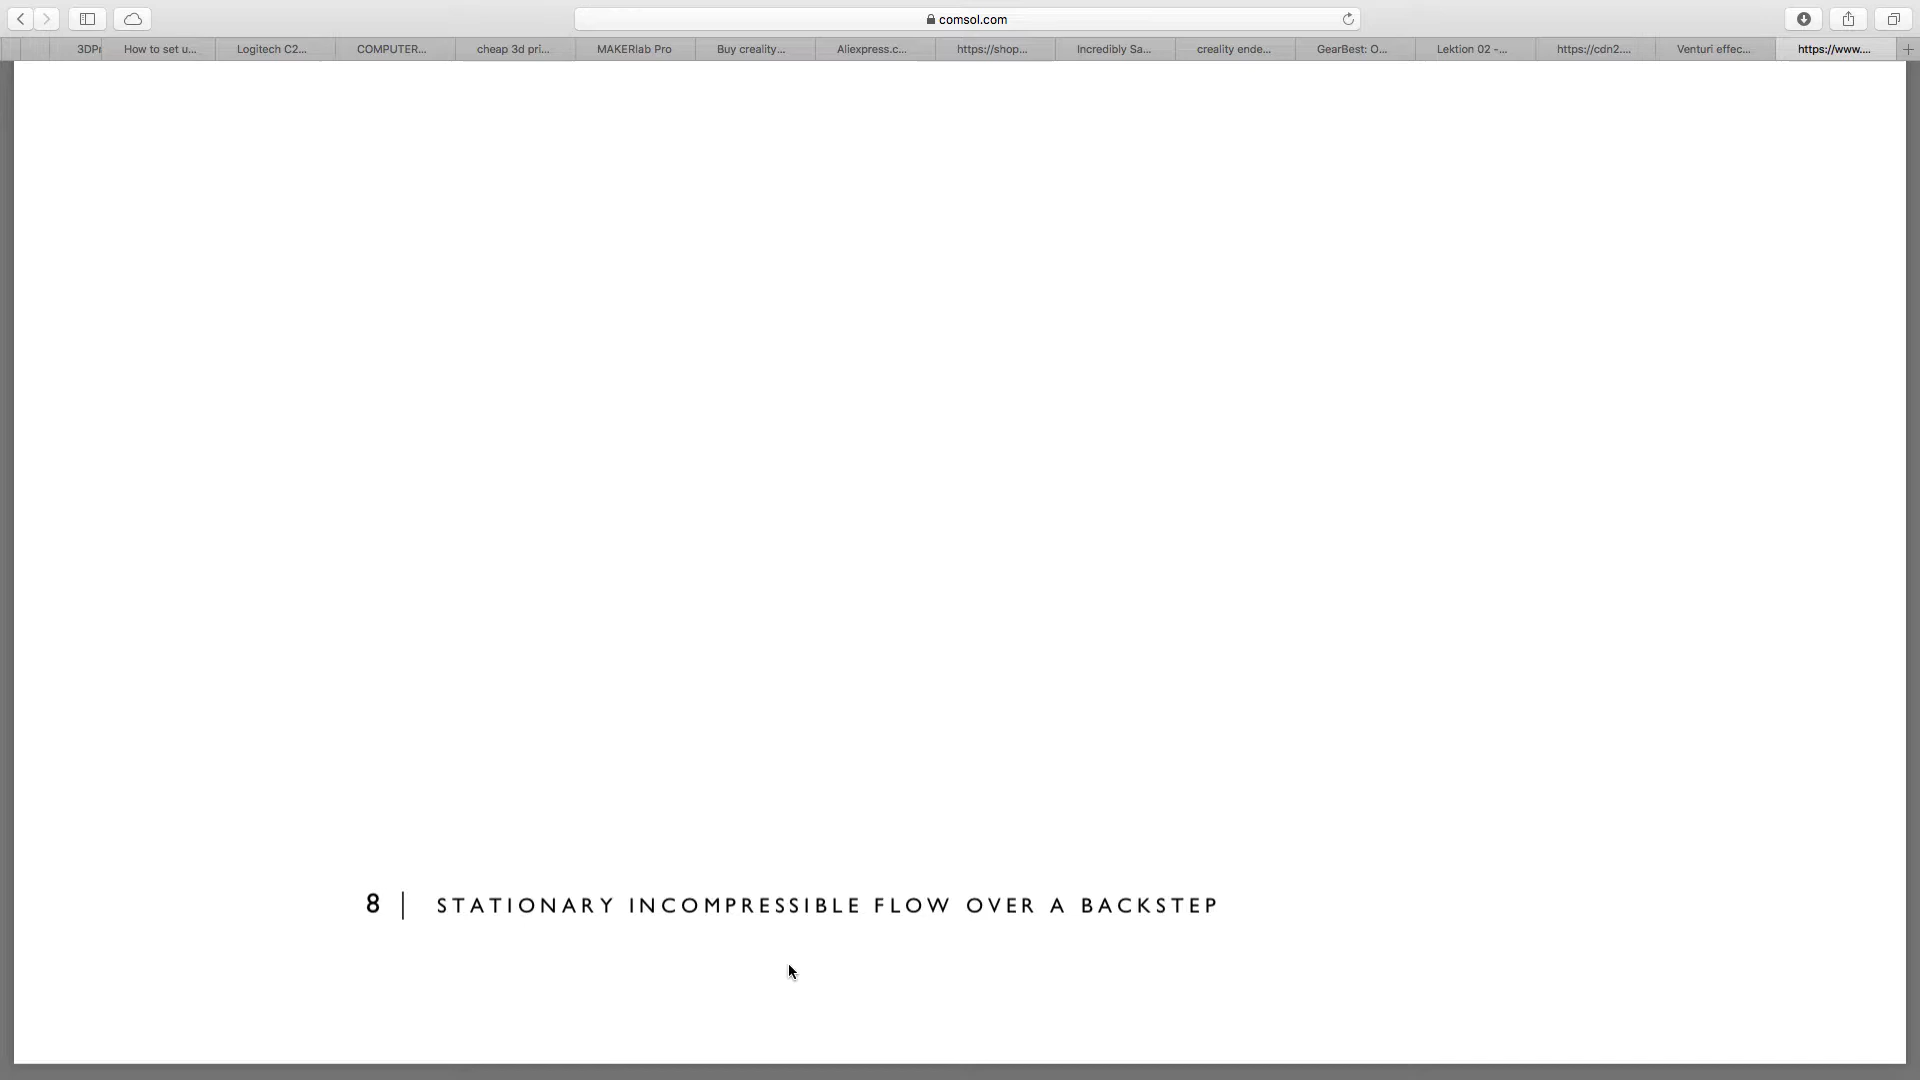 comsol.com
3DPr
How to set u...
Logitech C2...
COMPUTER...
cheap 3d pri...
MAKERlab Pro
Buy creality...
Aliexpress.c...
https://shop...
Incredibly Sa...
creality ende...
GearBest: O...
Lektion 02 -...
https://cdn2....
Venturi effec...
https://www....
8 | STATIONARY INCOMPRESSIBLE FLOW OVER A BACKSTEP